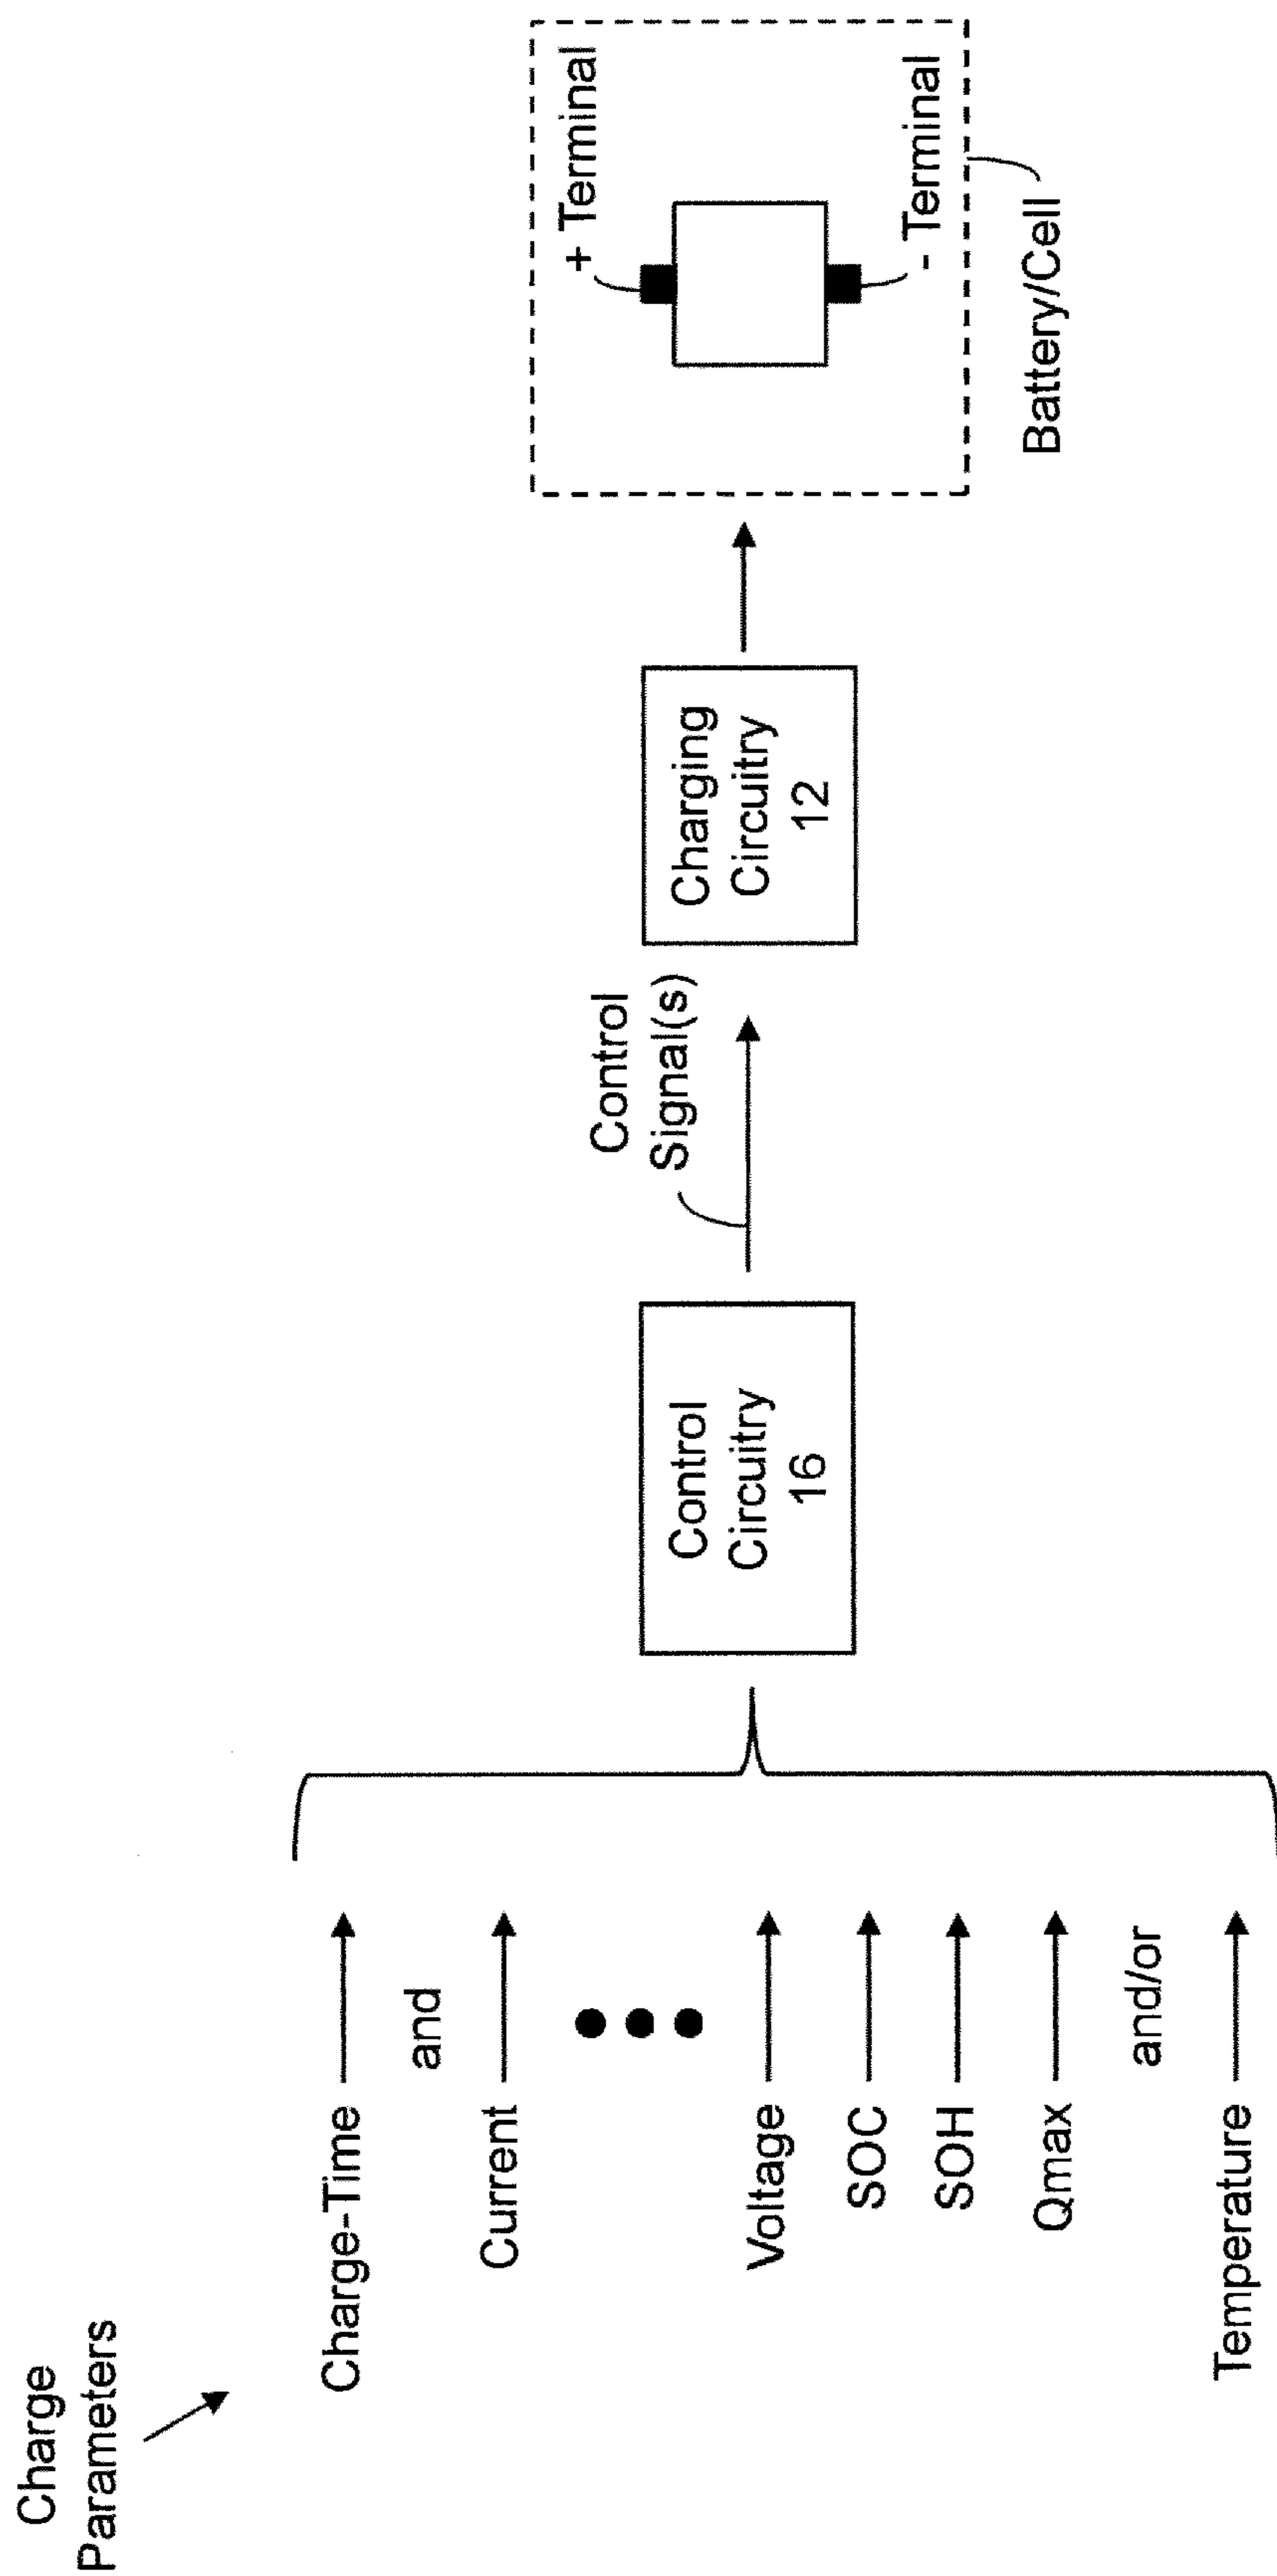 Charge
Parameters
Charge-Time
and
Current
Voltage
SOC
SOH
Qmax
and/or
Temperature
Control
Circuitry
16
Control
Signal(s)
Charging
Circuitry
12
+ Terminal
- Terminal
Battery/Cell